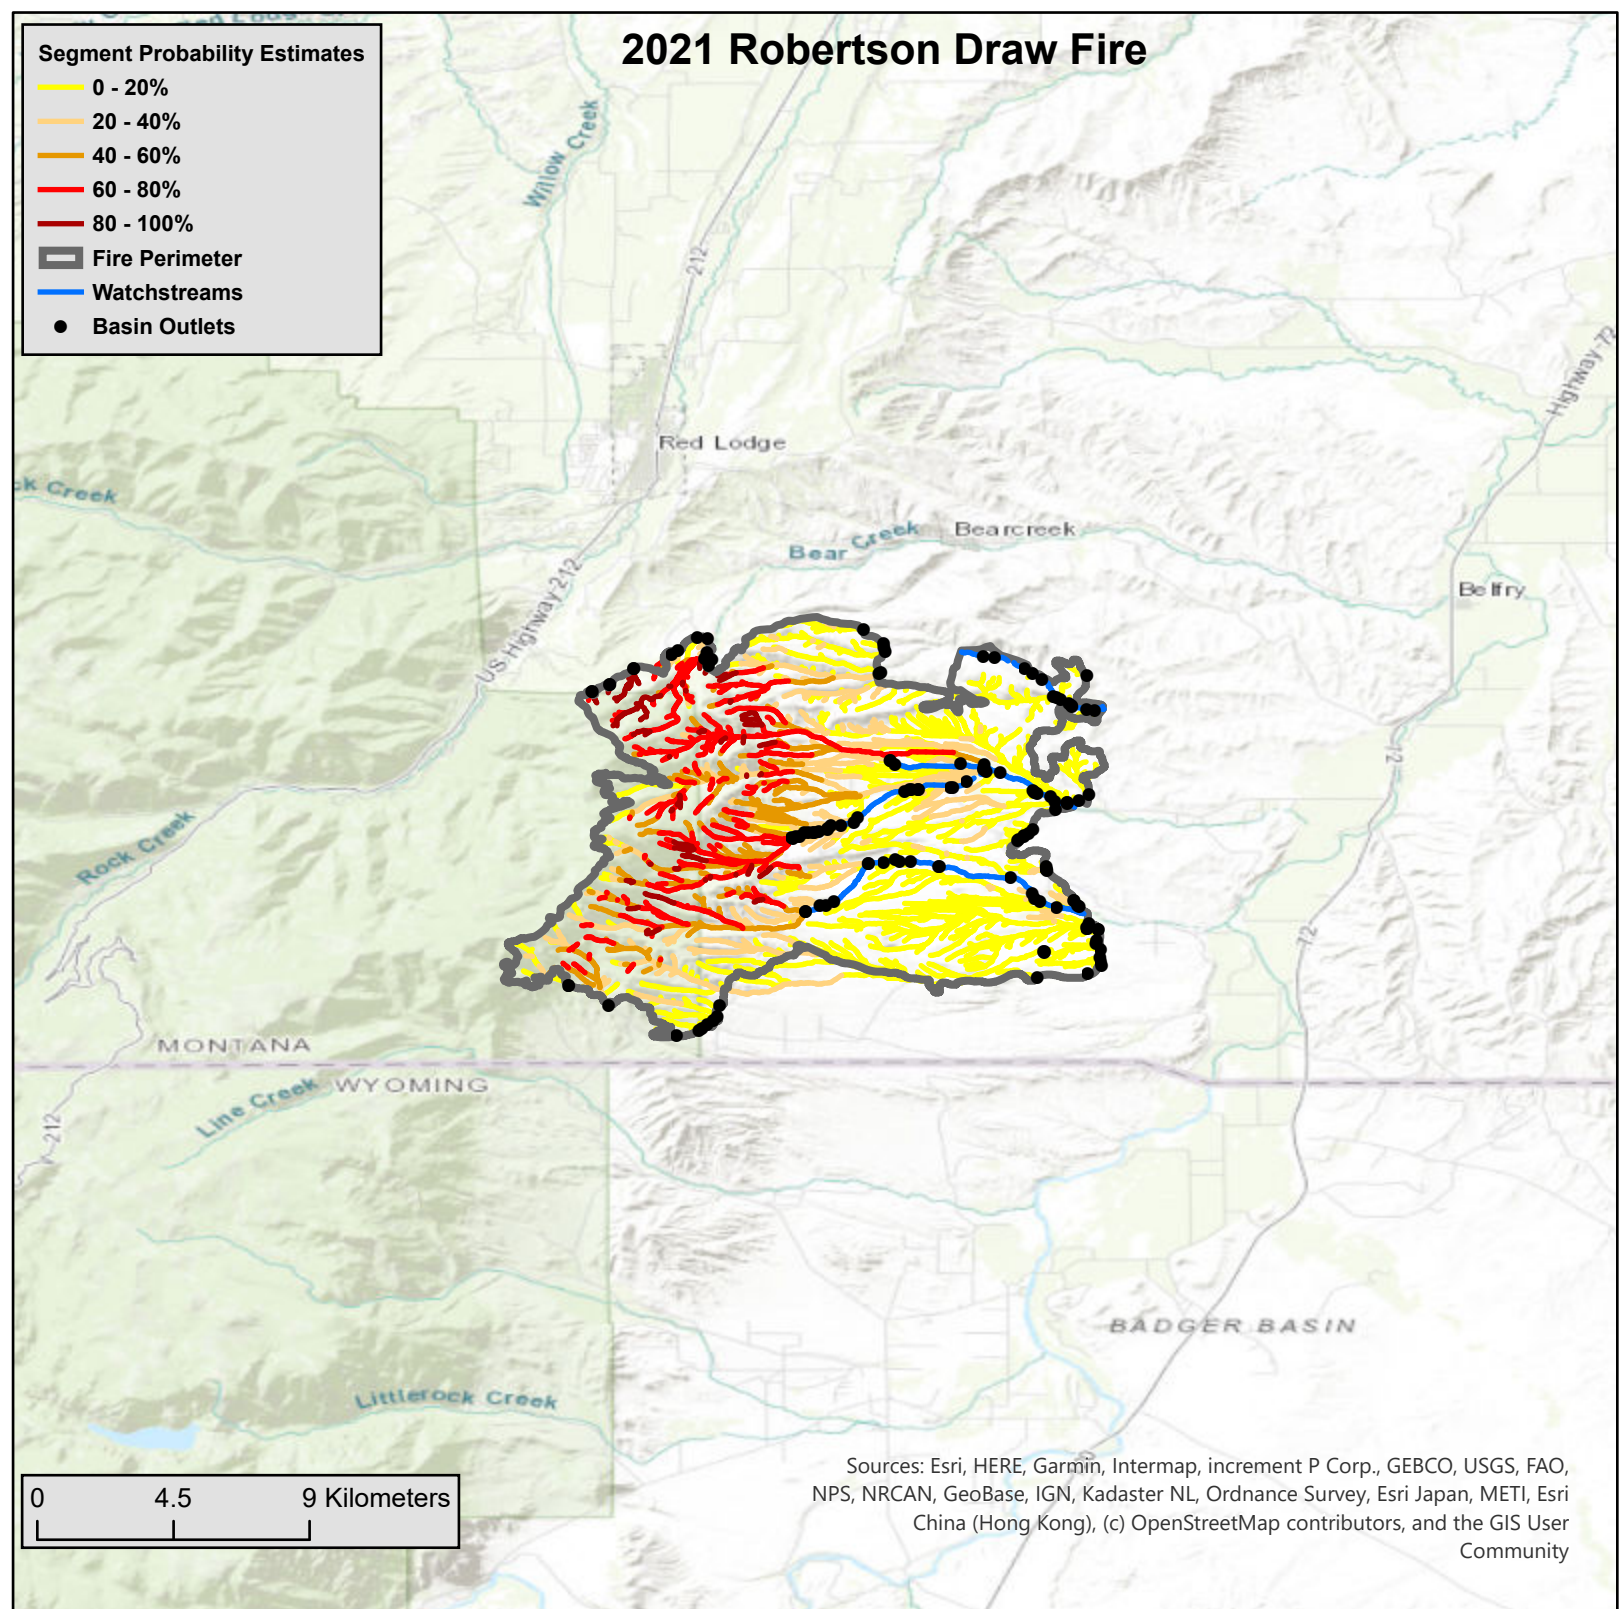 2021 Robertson Draw Fire
Segment Probability Estimates
0 - 20%
20 - 40%
40 - 60%
60 - 80%
80 - 100%
Fire Perimeter
Watchstreams
Basin Outlets
Willow Creek
212
Highway 72
Red Lodge
ck Creek
Bear Creek
Bearcreek
US Highway 212
Belfry
72
Rock Creek
72
MONTANA
WYOMING
Line Creek
212
BADGER BASIN
Littlerock Creek
0 4.5 9 Kilometers
Sources: Esri, HERE, Garmin, Intermap, increment P Corp., GEBCO, USGS, FAO,
NPS, NRCAN, GeoBase, IGN, Kadaster NL, Ordnance Survey, Esri Japan, METI, Esri
China (Hong Kong), (c) OpenStreetMap contributors, and the GIS User
Community